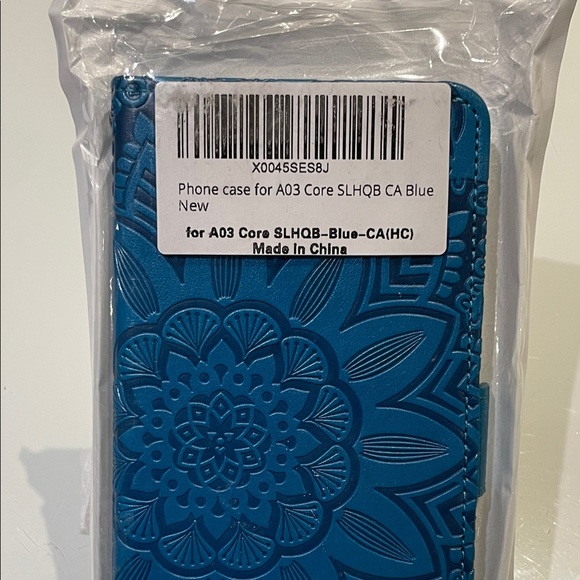 X0045SES8J
Phone case for A03 Core SLHQB CA Blue
New
for A03 Core SLHQB-Blue-CA(HC)
Made In China